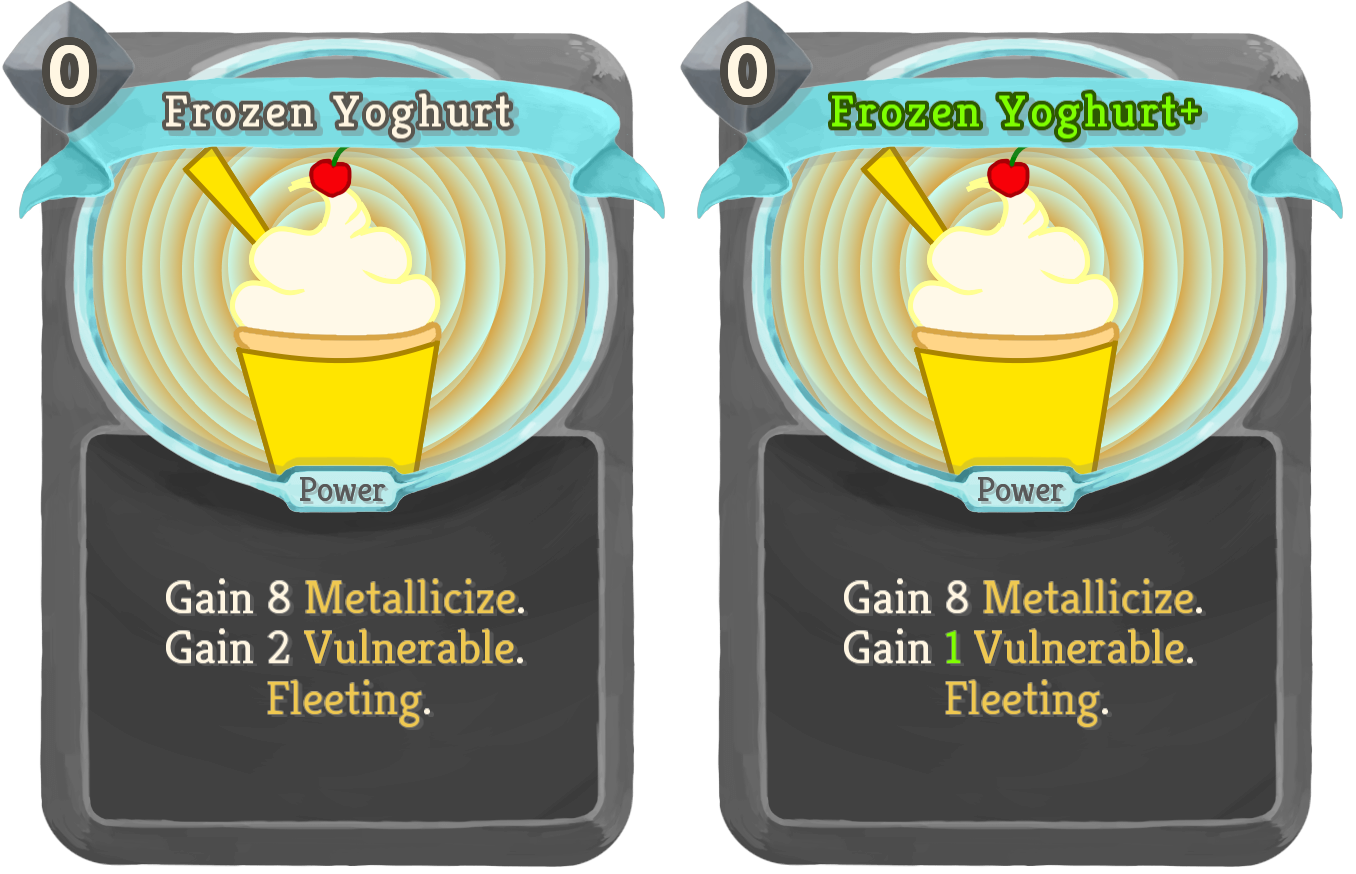 0
Frozen Yoghurt
Power
Gain 8 Metallicize.
Gain 2 Vulnerable.
Fleeting.
0
Frozen Yoghurt+
Power
Gain 8 Metallicize.
Gain 1 Vulnerable.
Fleeting.